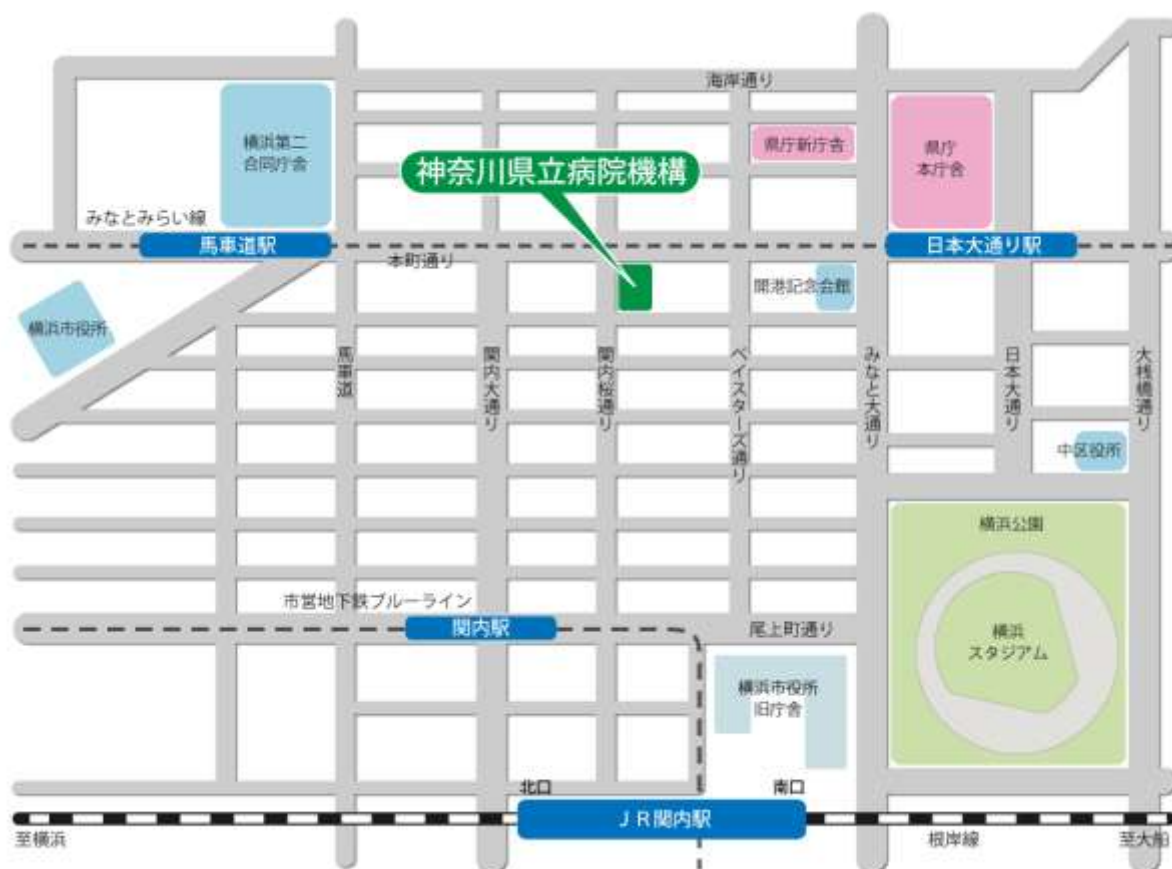 海岸通り
横浜第二
合同庁舎
県庁新庁舎
県庁
本庁舎
神奈川県立病院機構
みなとみらい線
馬車道駅
日本大通り駅
本町通り
開港記念会館
横浜市役所
馬車道
関内大通り
関内桜通り
ベイスターズ通り
みなと大通り
日本大通り
大桟橋通り
中区役所
横浜公園
市営地下鉄ブルーライン
関内駅
尾上町通り
横浜
スタジアム
横浜市役所
旧庁舎
北口
南口
JR関内駅
至横浜
根岸線
至大船